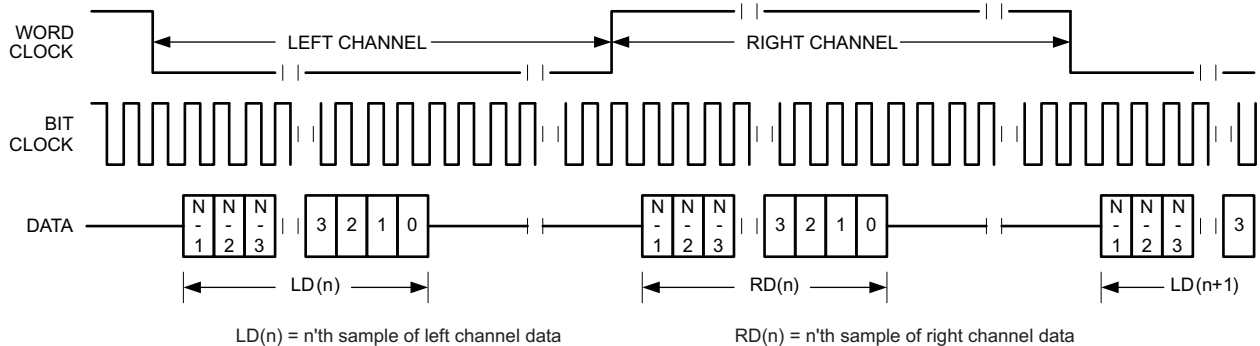 WORD
CLOCK
LEFT CHANNEL
RIGHT CHANNEL
BIT
CLOCK
DATA
N
-
1
N
-
2
N
-
3
3 2 1 0
N
-
1
N
-
2
N
-
3
3 2 1 0
N
-
1
N
-
2
N
-
3
3
LD(n)
RD(n)
LD(n+1)
LD(n) = n'th sample of left channel data
RD(n) = n'th sample of right channel data